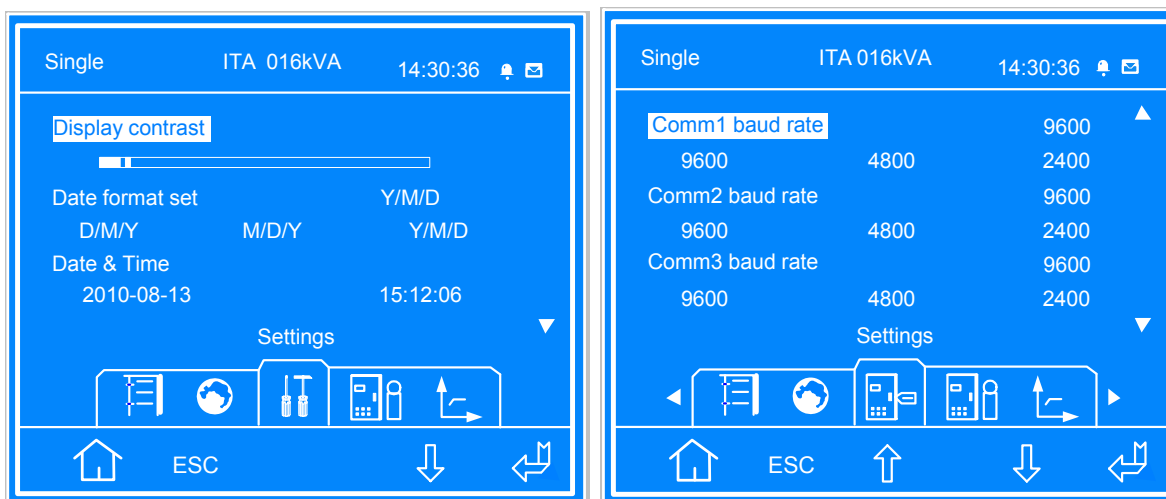 Single ITA 016kVA 14:30:36
Display contrast
Date format set Y/M/D
D/M/Y M/D/Y Y/M/D
Date & Time
2010-08-13 15:12:06
Settings
ESC
Single ITA 016kVA 14:30:36
Comm1 baud rate 9600
9600 4800 2400
Comm2 baud rate 9600
9600 4800 2400
Comm3 baud rate 9600
9600 4800 2400
Settings
ESC